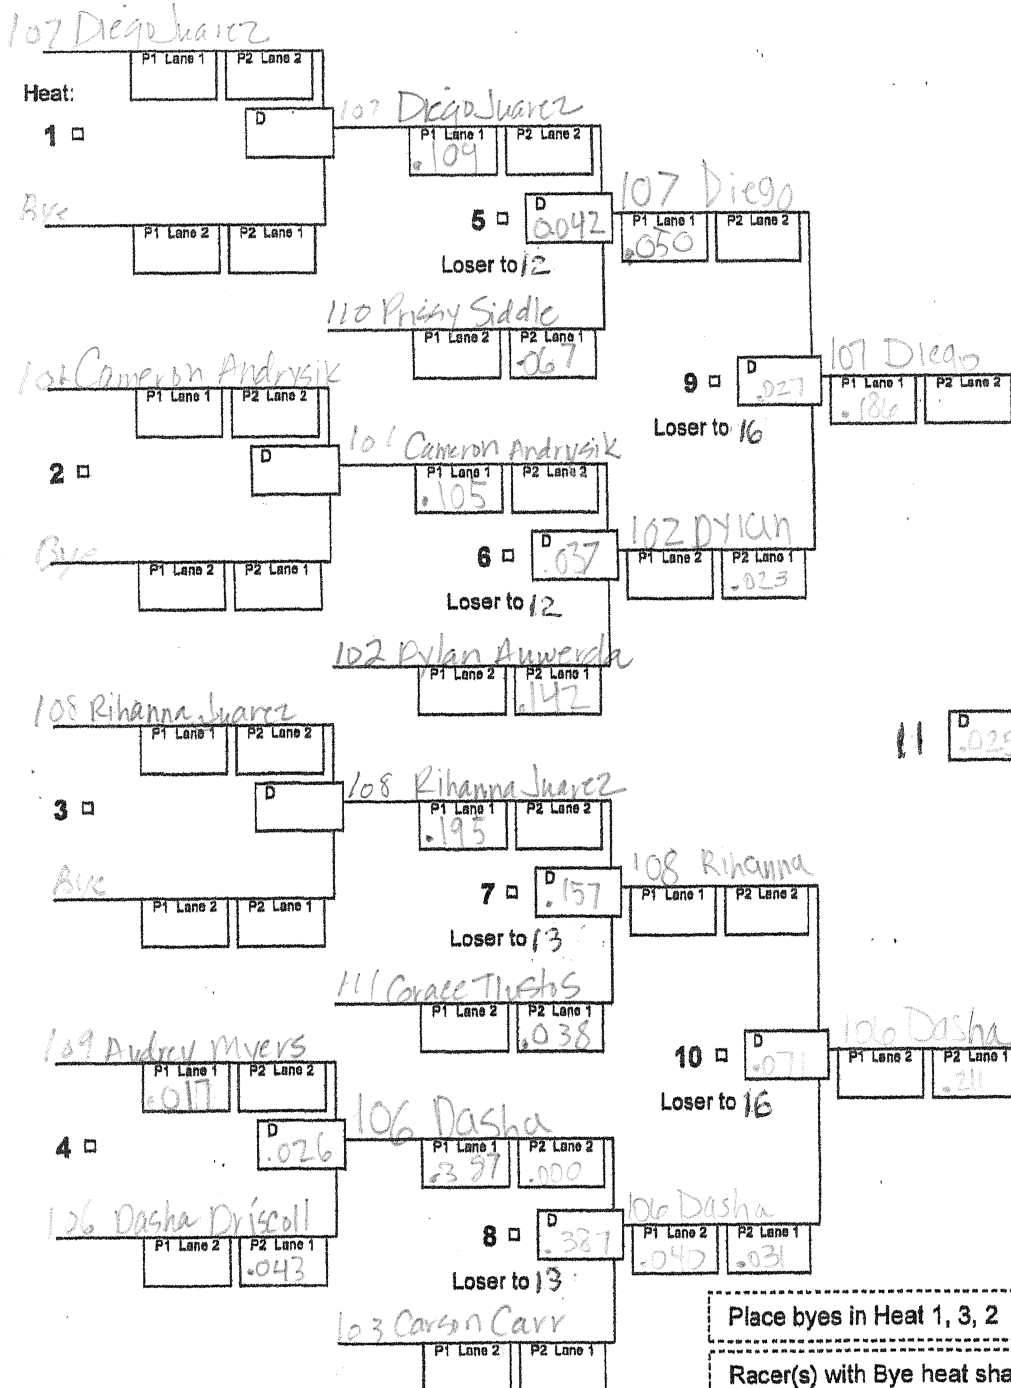 107 Diego Juarez
P1 Lane 1 P2 Lane 2
Heat:
1
D
Bye
P1 Lane 2 P2 Lane 1
107 Diego Juarez
P1 Lane 1 P2 Lane 2
.109
5
D
0.042
Loser to 12
110 Prissy Siddle
P1 Lane 2 P2 Lane 1
.067
107 Diego
P1 Lane 1 P2 Lane 2
.050
Cameron Andrysik
P1 Lane 1 P2 Lane 2
2
D
Bye
P1 Lane 2 P2 Lane 1
101 Cameron Andrysik
P1 Lane 1 P2 Lane 2
.105
6
D
.037
Loser to 12
102 Dylan Auwerda
P1 Lane 2 P2 Lane 1
.142
9
D
.027
Loser to 16
102 Dylan
P1 Lane 2 P2 Lane 1
.023
107 Diego
P1 Lane 1 P2 Lane 2
.186
108 Rihanna Juarez
P1 Lane 1 P2 Lane 2
3
D
Bye
P1 Lane 2 P2 Lane 1
108 Rihanna Juarez
P1 Lane 1 P2 Lane 2
.195
7
D
.157
Loser to 13
111 Grace Tlustos
P1 Lane 2 P2 Lane 1
.038
108 Rihanna
P1 Lane 1 P2 Lane 2
11
D
.025
109 Audrey Myers
P1 Lane 1 P2 Lane 2
.017
4
D
.026
106 Dasha Driscoll
P1 Lane 2 P2 Lane 1
.043
106 Dasha
P1 Lane 1 P2 Lane 2
.387 .000
8
D
.387
Loser to 13
103 Carson Carr
P1 Lane 2 P2 Lane 1
10
D
.071
Loser to 16
106 Dasha
P1 Lane 2 P2 Lane 1
.040 .031
106 Dasha
P1 Lane 2 P2 Lane 1
.211
Place byes in Heat 1, 3, 2
Racer(s) with Bye heat sha